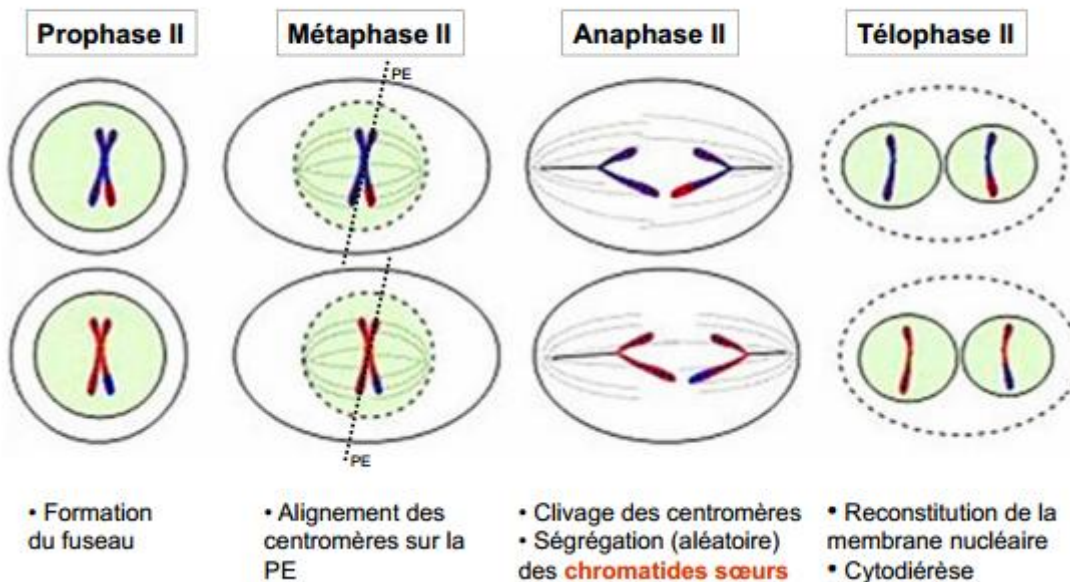 Prophase II
Métaphase II
Anaphase II
Télophase II
PE
PE
• Formation
du fuseau
• Alignement des
centromères sur la
PE
• Clivage des centromères
• Ségrégation (aléatoire)
des chromatides sœurs
• Reconstitution de la
membrane nucléaire
• Cytodiérèse